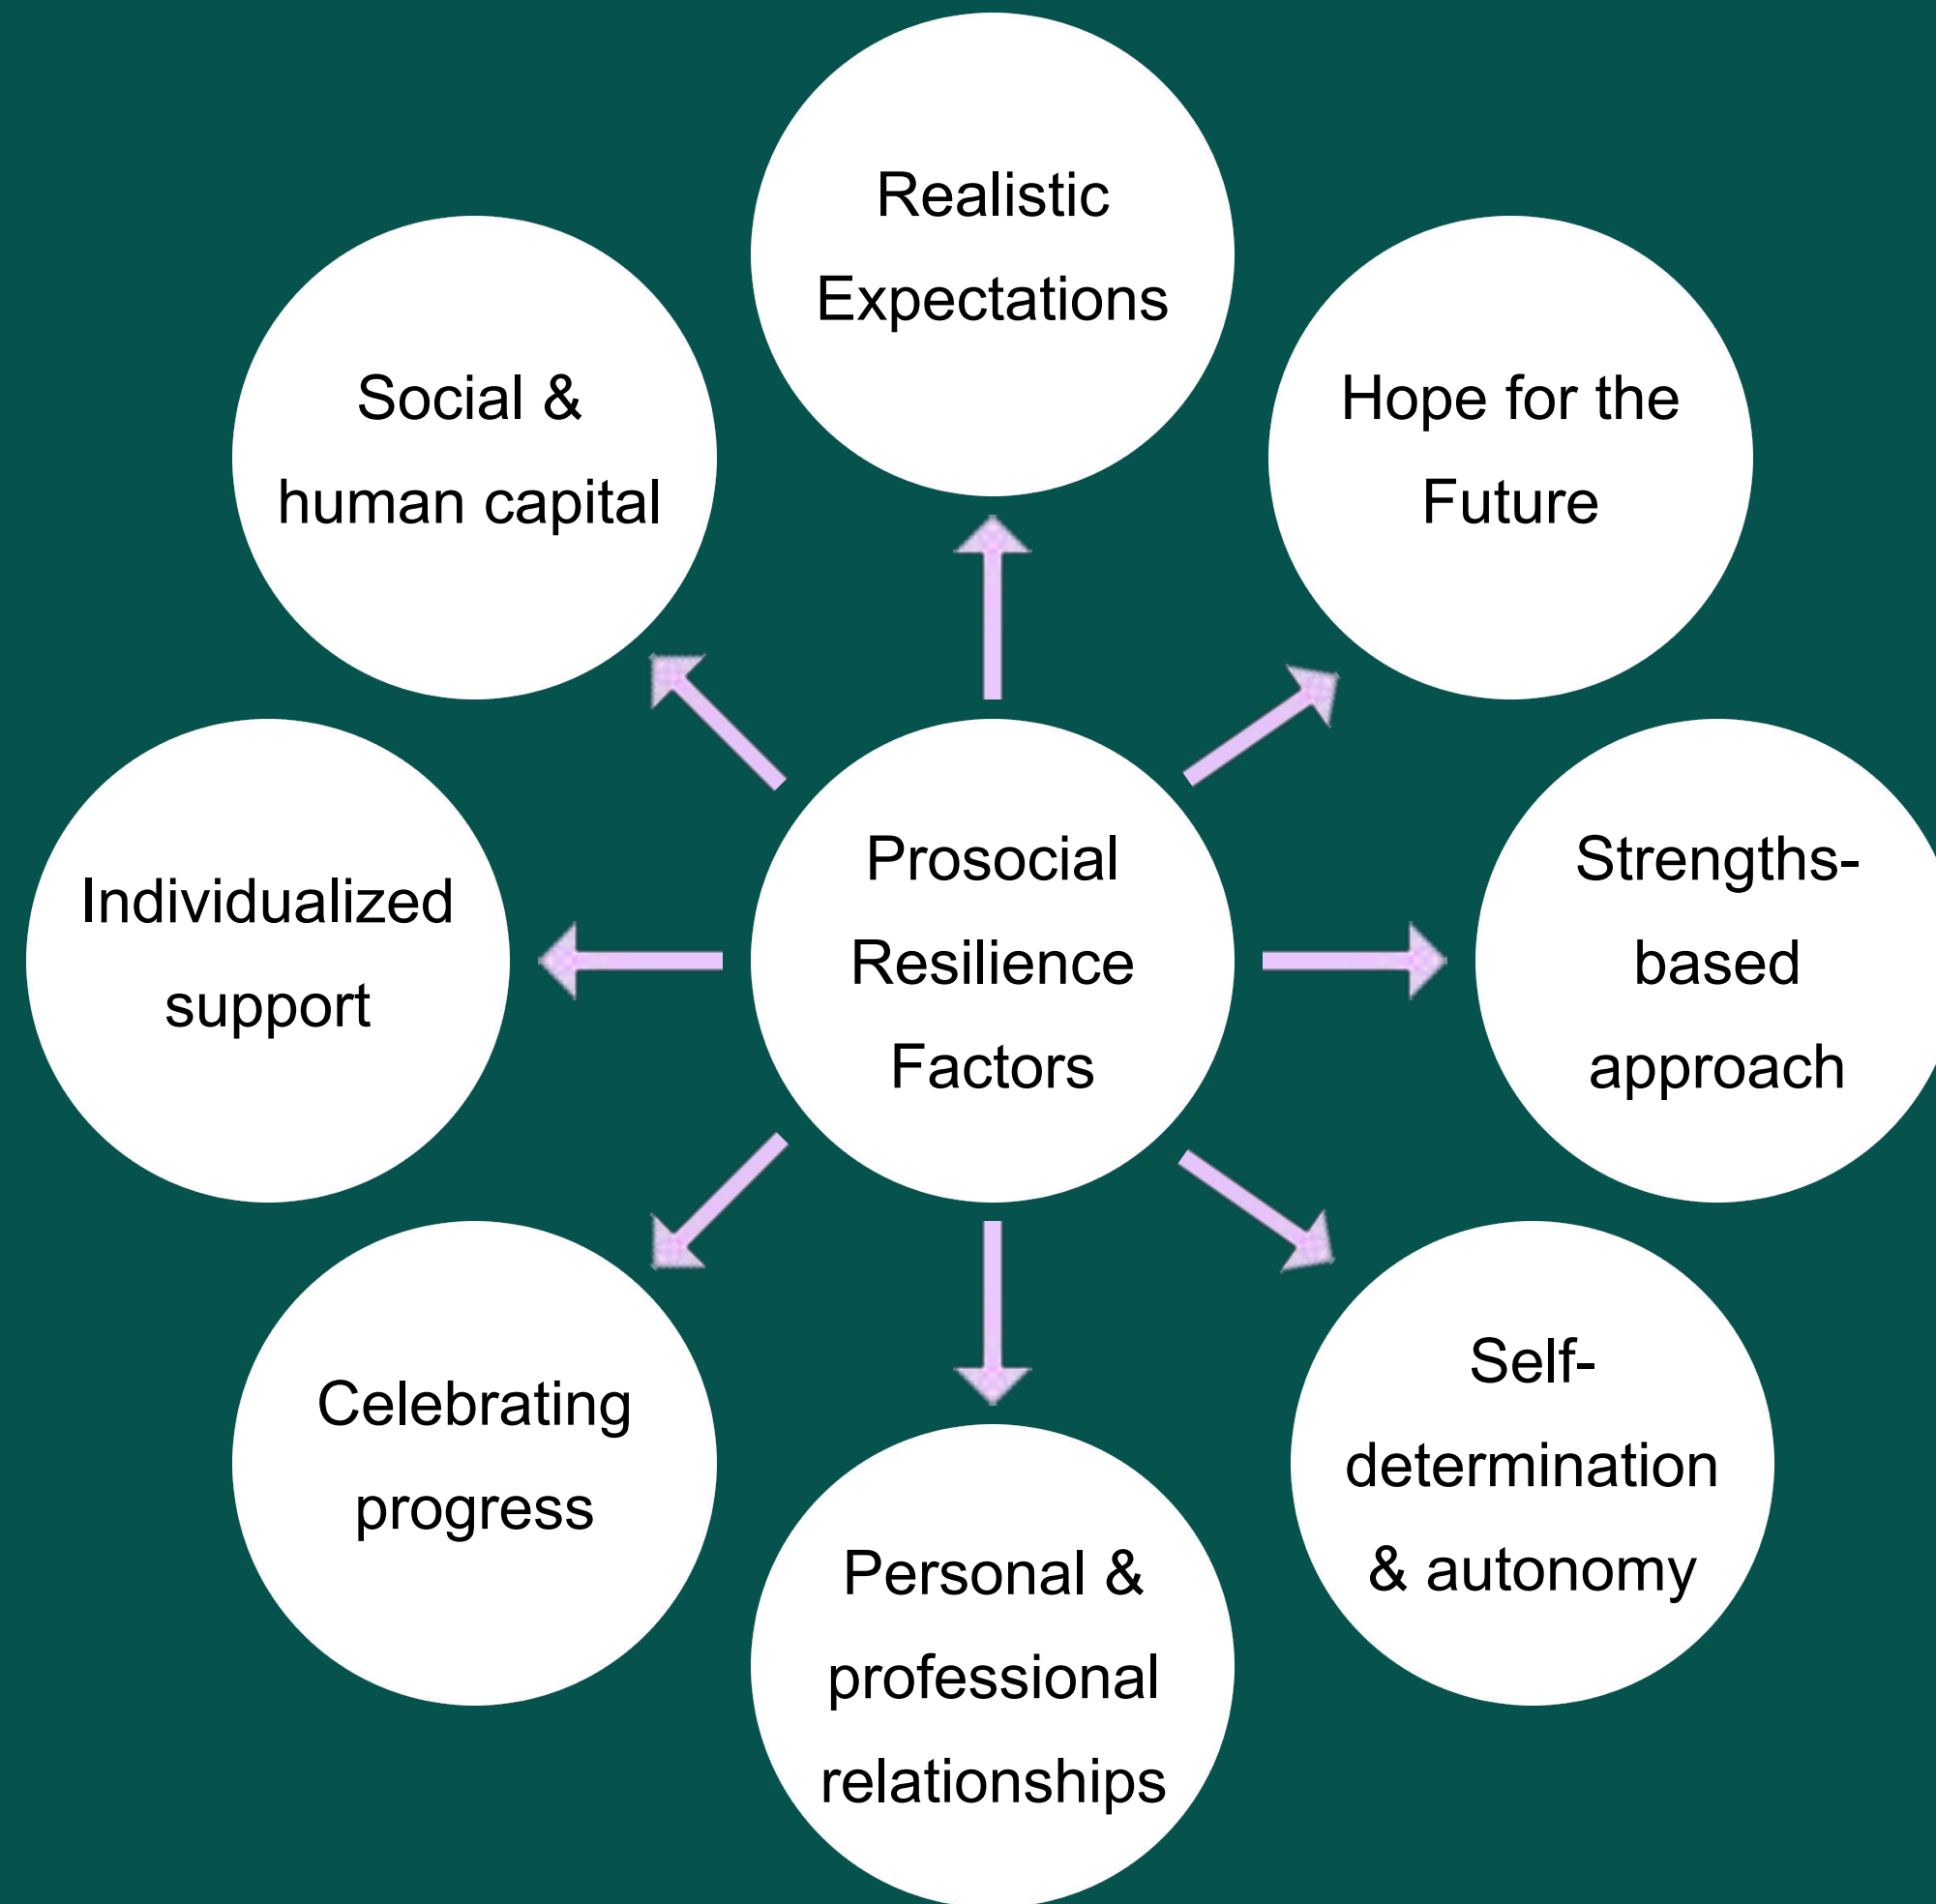 Realistic
Expectations
Social &
human capital
Hope for the
Future
Individualized
support
Prosocial
Resilience
Factors
Strengths-
based
approach
Celebrating
progress
Self-
determination
& autonomy
Personal &
professional
relationships